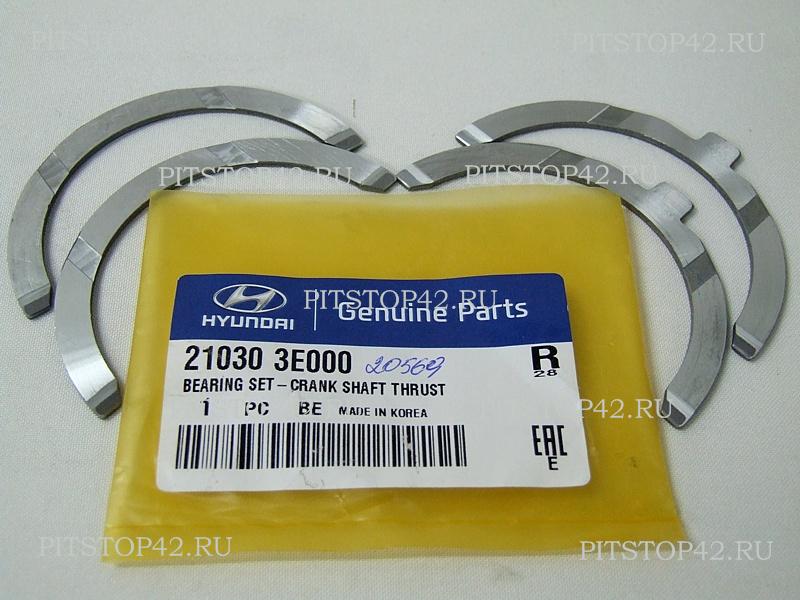 PITSTOP42.RU PITSTOP42.RU
PITSTOP42.RU PITSTOP42.RU
PITSTOP42.RU
HYUNDAI Genuine Parts
21030 3E000 20569 R
28
BEARING SET – CRANK SHAFT THRUST
1 PC BE MADE IN KOREA
P42.RU
EAC
E
PITSTOP42.RU PITSTOP42.RU